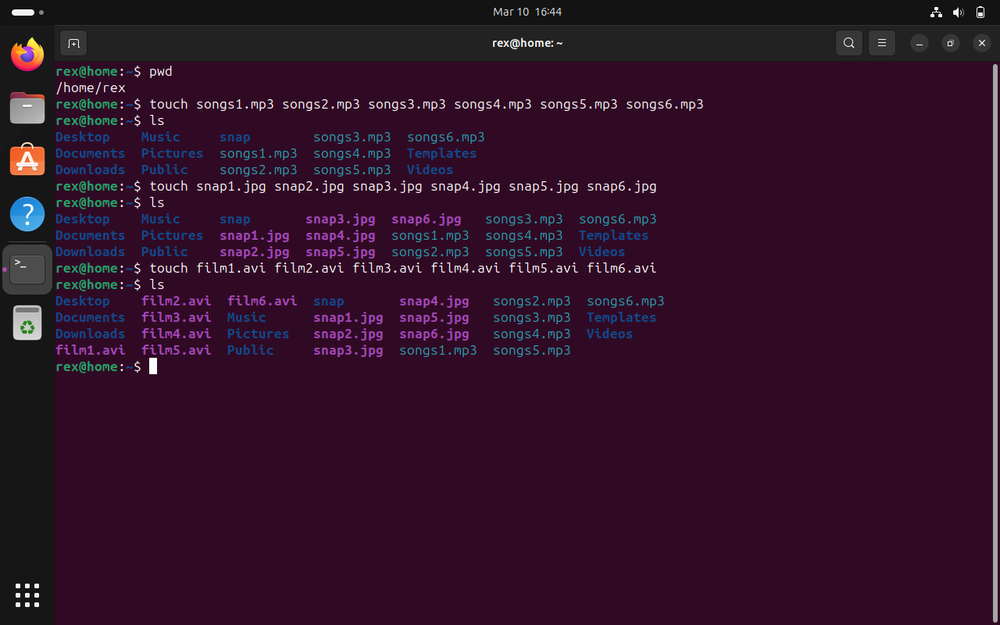 Mar 10 16:44
rex@home: ~
rex@home:~$ pwd
/home/rex
rex@home:~$ touch songs1.mp3 songs2.mp3 songs3.mp3 songs4.mp3 songs5.mp3 songs6.mp3
rex@home:~$ ls
Desktop Music snap songs3.mp3 songs6.mp3
Documents Pictures songs1.mp3 songs4.mp3 Templates
Downloads Public songs2.mp3 songs5.mp3 Videos
rex@home:~$ touch snap1.jpg snap2.jpg snap3.jpg snap4.jpg snap5.jpg snap6.jpg
rex@home:~$ ls
Desktop Music snap snap3.jpg snap6.jpg songs3.mp3 songs6.mp3
Documents Pictures snap1.jpg snap4.jpg songs1.mp3 songs4.mp3 Templates
Downloads Public snap2.jpg snap5.jpg songs2.mp3 songs5.mp3 Videos
rex@home:~$ touch film1.avi film2.avi film3.avi film4.avi film5.avi film6.avi
rex@home:~$ ls
Desktop film2.avi film6.avi snap snap4.jpg songs2.mp3 songs6.mp3
Documents film3.avi Music snap1.jpg snap5.jpg songs3.mp3 Templates
Downloads film4.avi Pictures snap2.jpg snap6.jpg songs4.mp3 Videos
film1.avi film5.avi Public snap3.jpg songs1.mp3 songs5.mp3
rex@home:~$